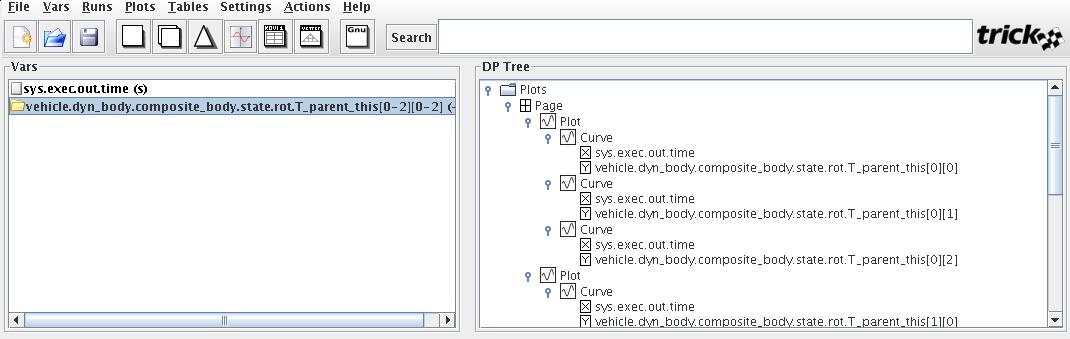 File Vars Runs Plots Tables Settings Actions Help
Gnu Search trick
Vars
sys.exec.out.time (s)
vehicle.dyn_body.composite_body.state.rot.T_parent_this[0-2][0-2] (-
DP Tree
Plots
Page
Plot
Curve
X sys.exec.out.time
Y vehicle.dyn_body.composite_body.state.rot.T_parent_this[0][0]
Curve
X sys.exec.out.time
Y vehicle.dyn_body.composite_body.state.rot.T_parent_this[0][1]
Curve
X sys.exec.out.time
Y vehicle.dyn_body.composite_body.state.rot.T_parent_this[0][2]
Plot
Curve
X sys.exec.out.time
Y vehicle.dyn_body.composite_body.state.rot.T_parent_this[1][0]